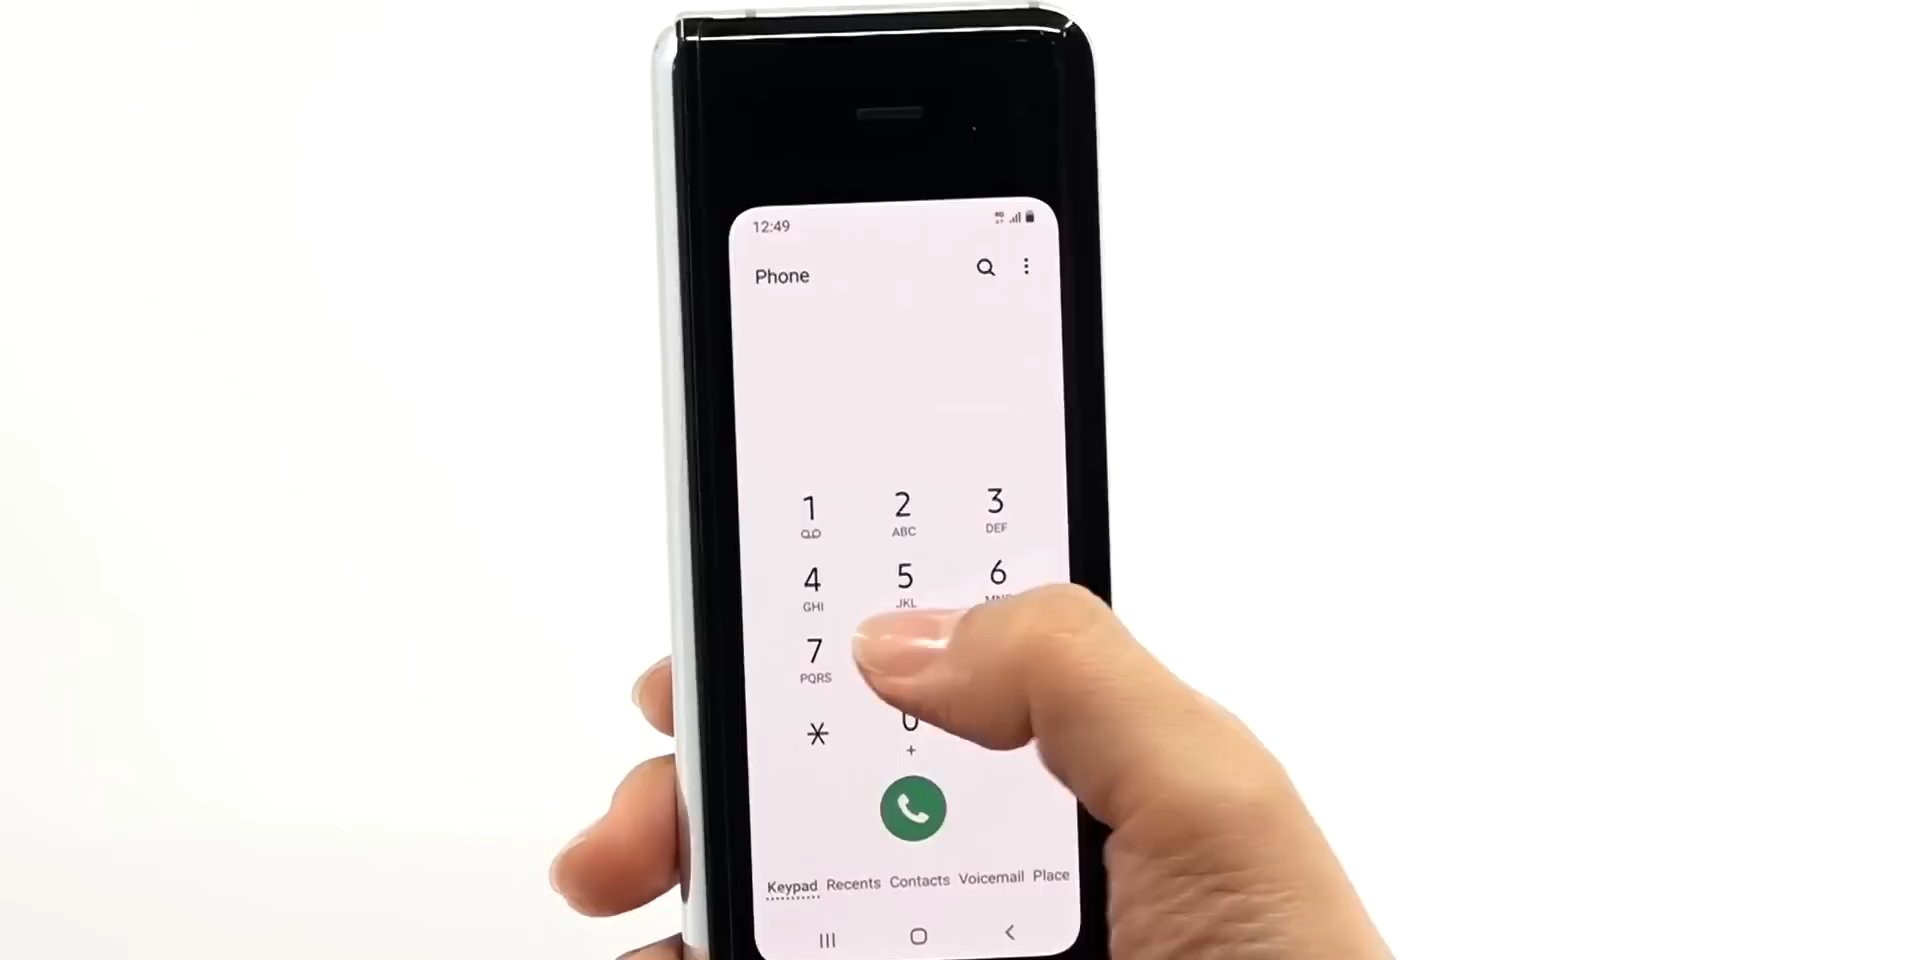 12:49
Phone
1 2 3
ABC DEF
4 5 6
GHI JKL
7
PQRS
* 0
+
Keypad Recents Contacts Voicemail Place